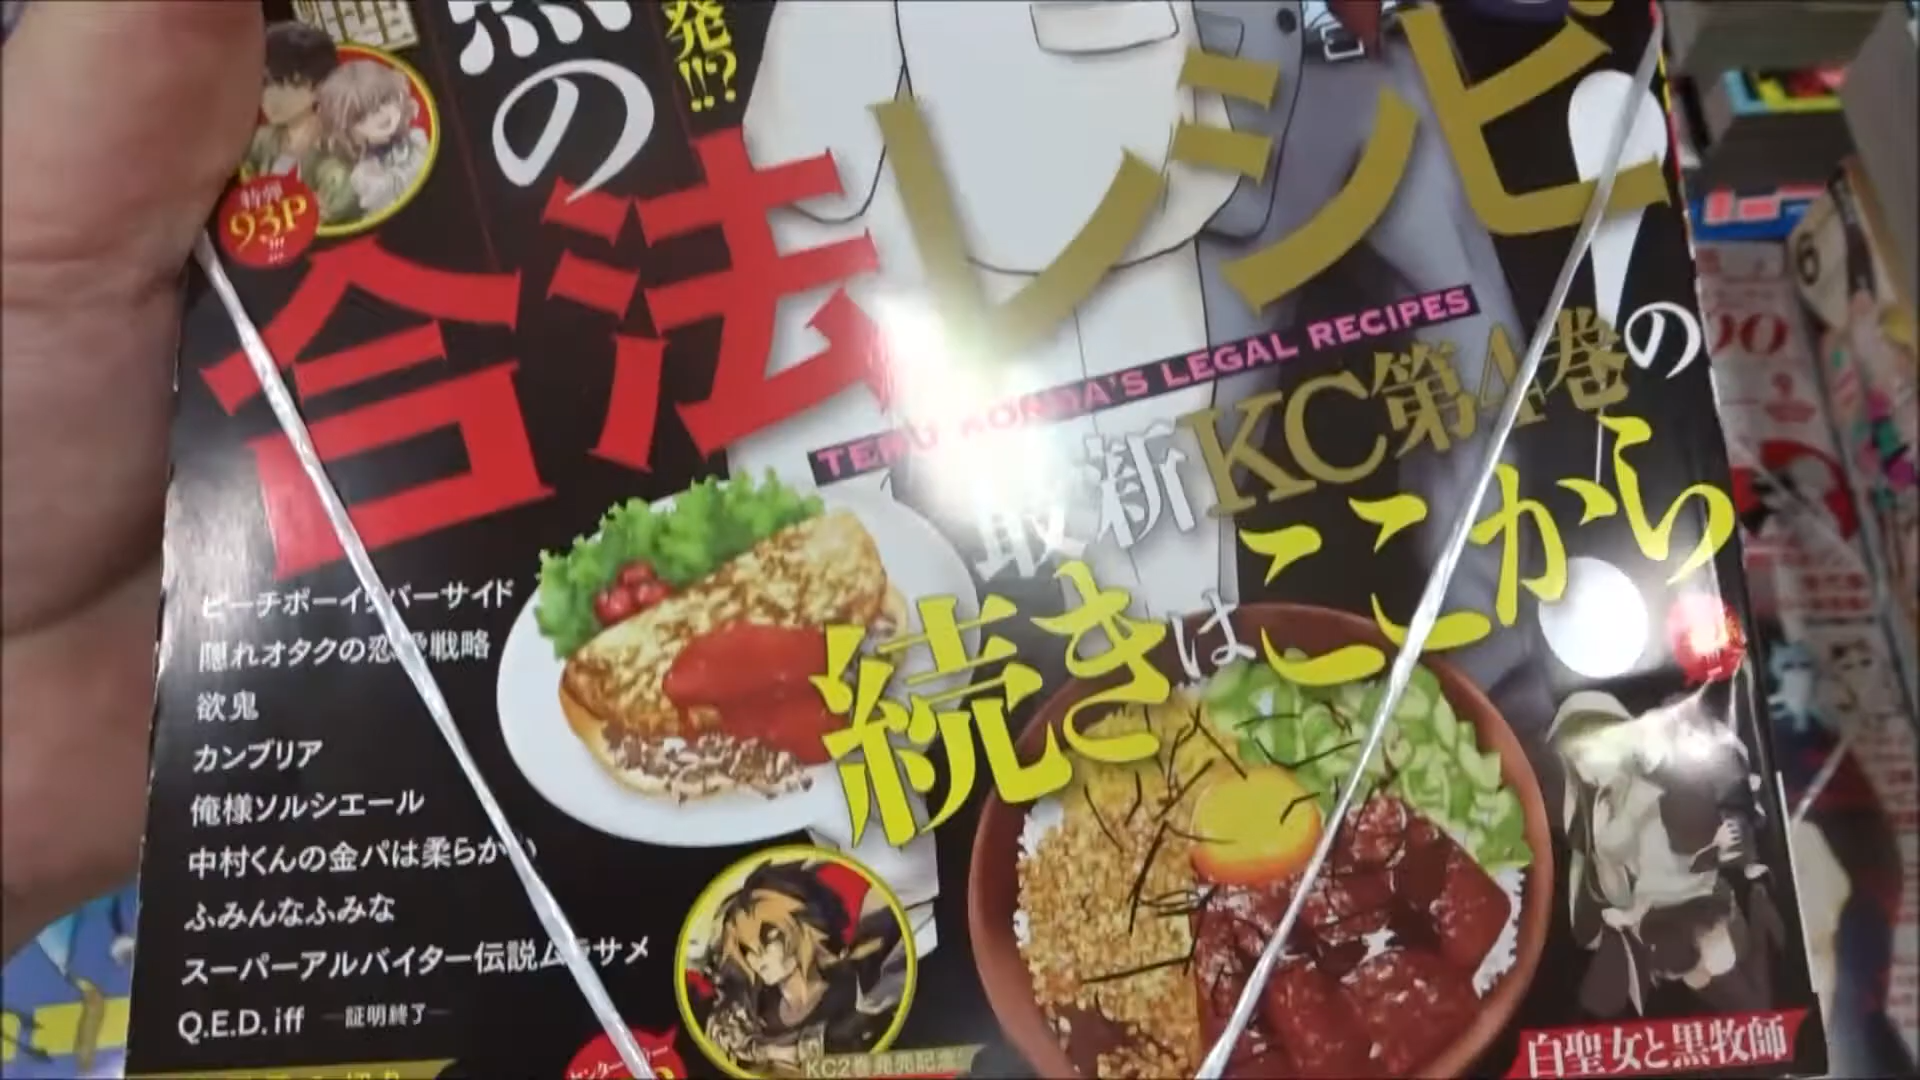 発!!?
の
特別
93P
!!!
合法レシピ
TERU KONDA'S LEGAL RECIPES
最新KC第4巻の
続きはここから
ピーチボーイリバーサイド
隠れオタクの恋愛戦略
欲鬼
カンブリア
俺様ソルシエール
中村くんの金パは柔らかい
ふみんなふみな
スーパーアルバイター伝説ムラサメ
Q.E.D. iff ―証明終了―
KC2巻発売記念
白聖女と黒牧師